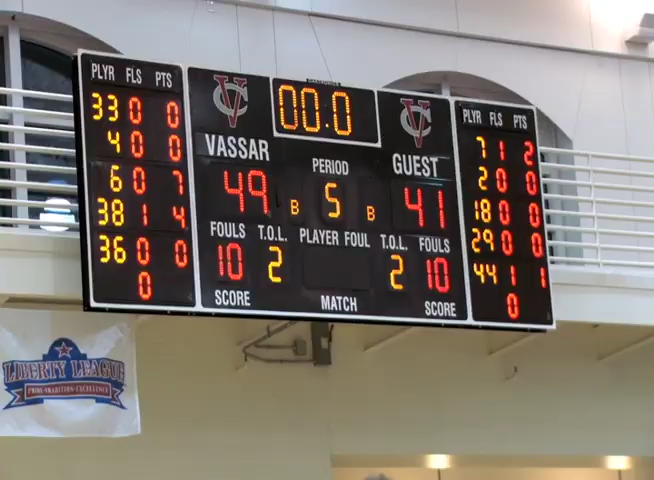 PLYR FLS PTS
33 0 0
4 0 0
6 0 7
38 1 4
36 0 0
0
VC
00:0
VC
VASSAR
PERIOD
GUEST
49 B 5 B 41
FOULS T.O.L. PLAYER FOUL T.O.L. FOULS
10 2 2 10
SCORE MATCH SCORE
PLYR FLS PTS
7 1 2
2 0 0
18 0 0
29 0 0
44 1 1
0
LIBERTY LEAGUE
PRIDE•TRADITION•EXCELLENCE